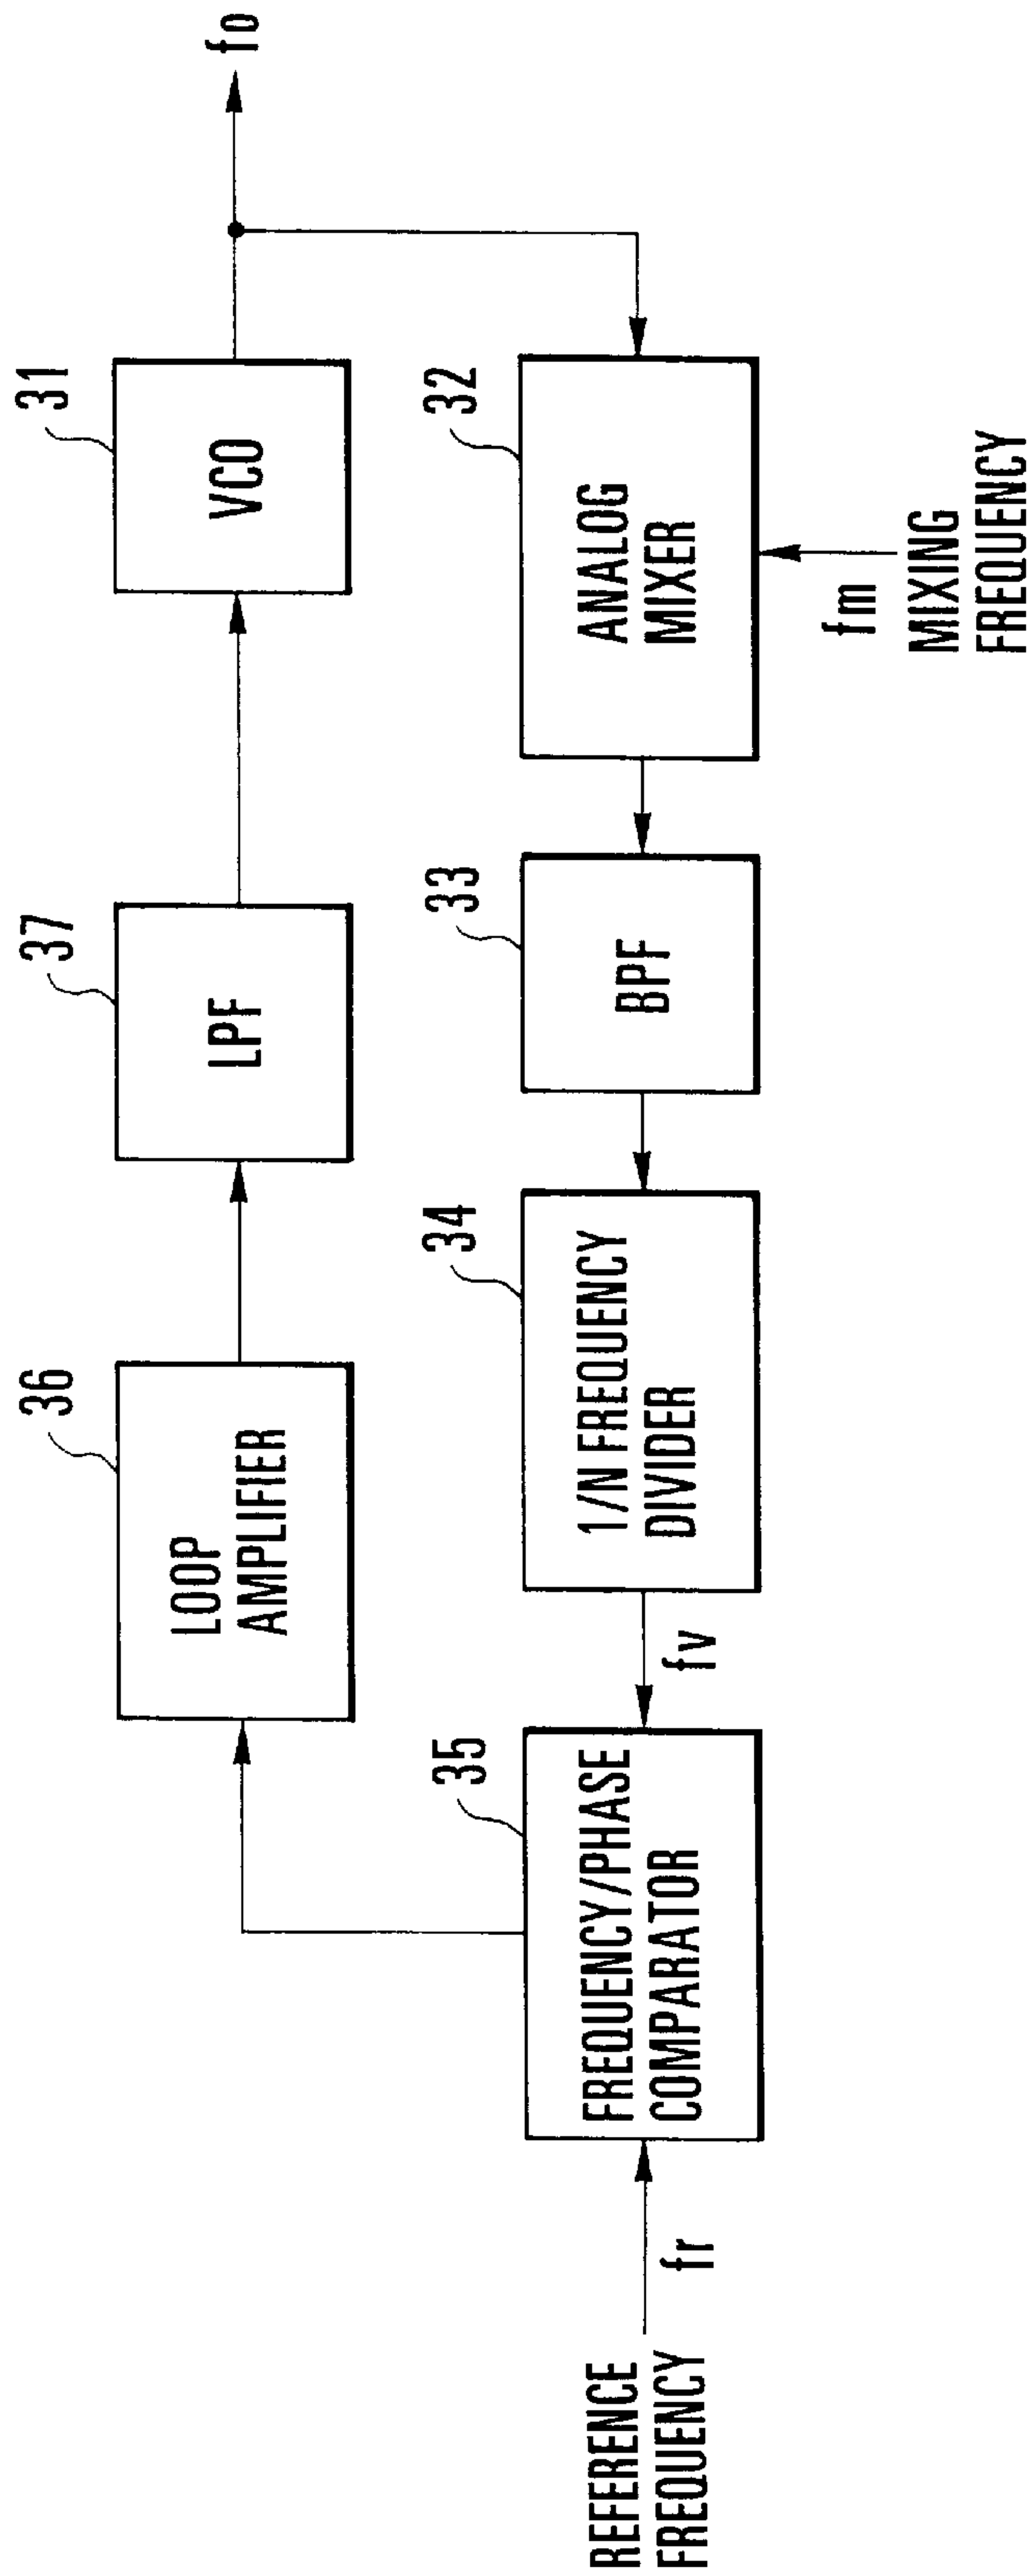 36
LOOP
AMPLIFIER
37
LPF
31
VCO
fo
REFERENCE
FREQUENCY
fr
35
FREQUENCY/PHASE
COMPARATOR
fv
34
1/N FREQUENCY
DIVIDER
33
BPF
32
ANALOG
MIXER
fm
MIXING
FREQUENCY